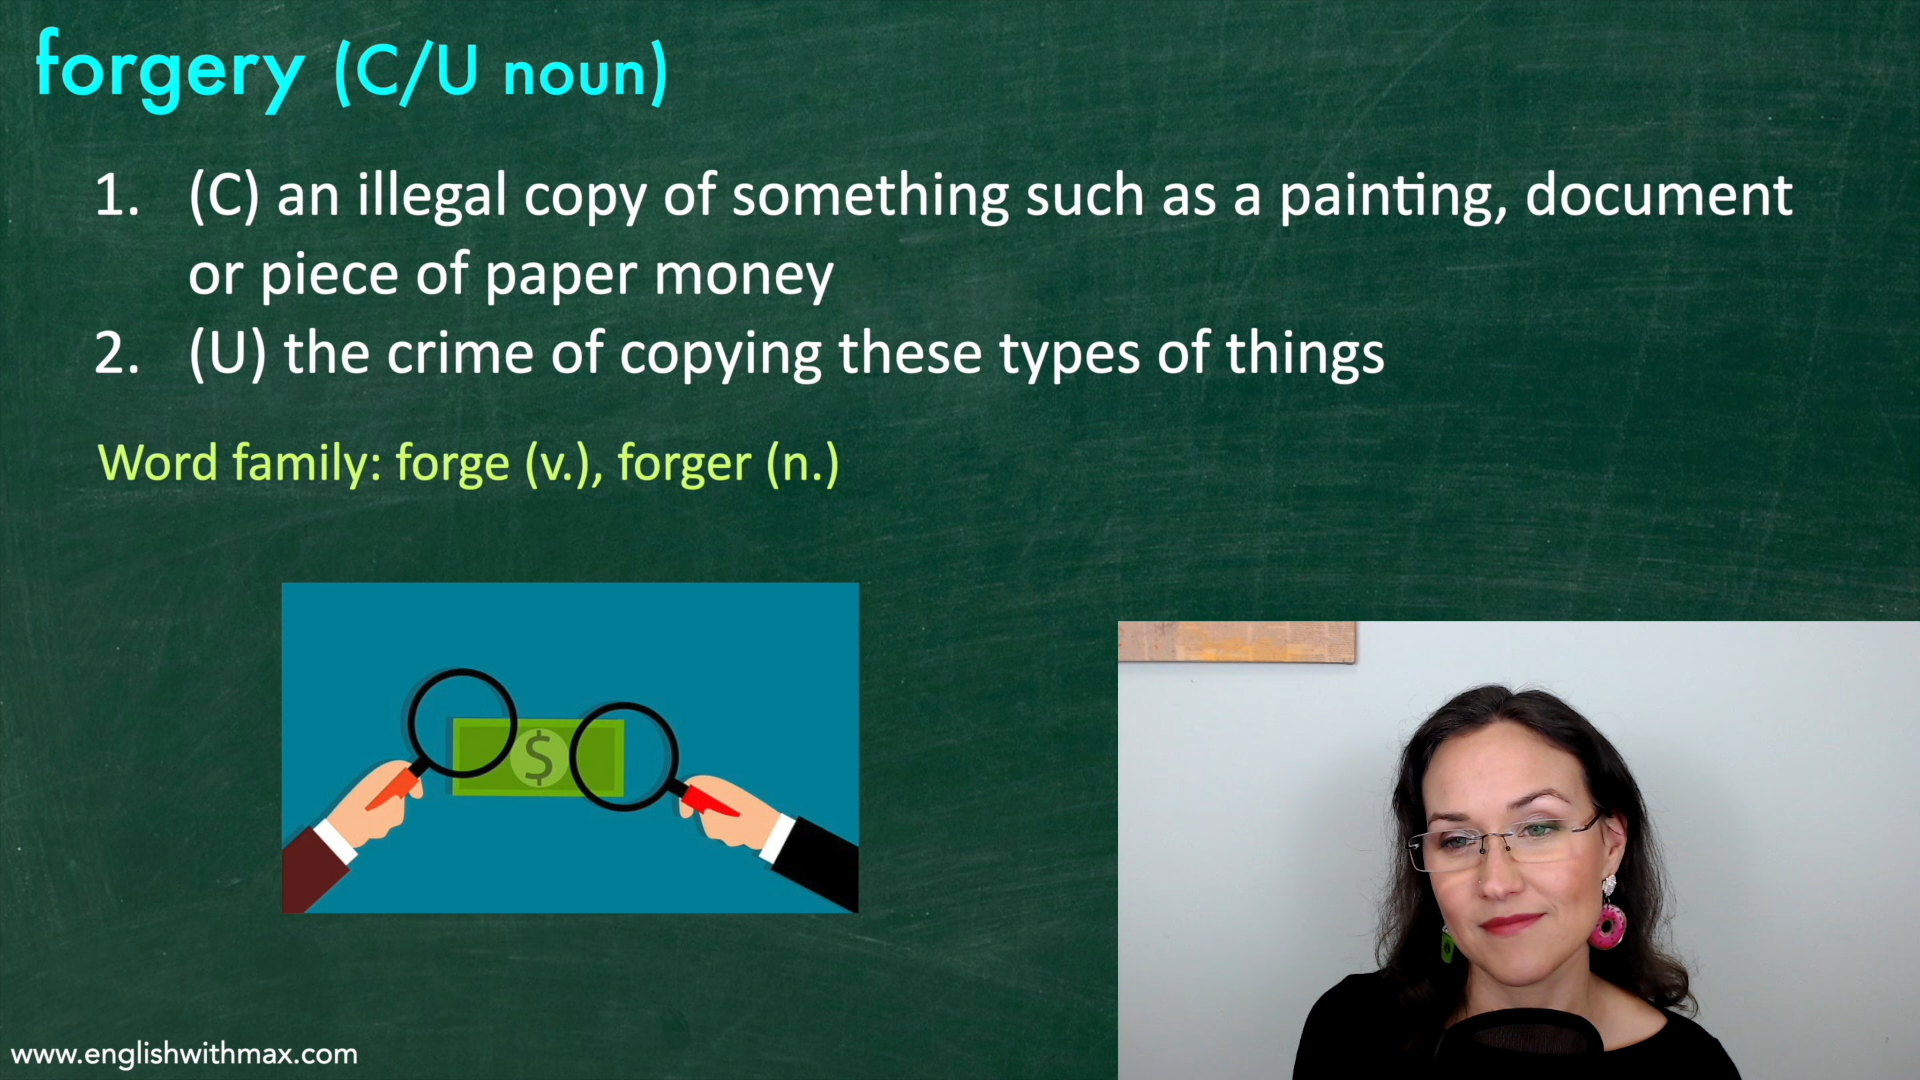 forgery (C/U noun)
1. (C) an illegal copy of something such as a painting, document
or piece of paper money
2. (U) the crime of copying these types of things
Word family: forge (v.), forger (n.)
$
www.englishwithmax.com